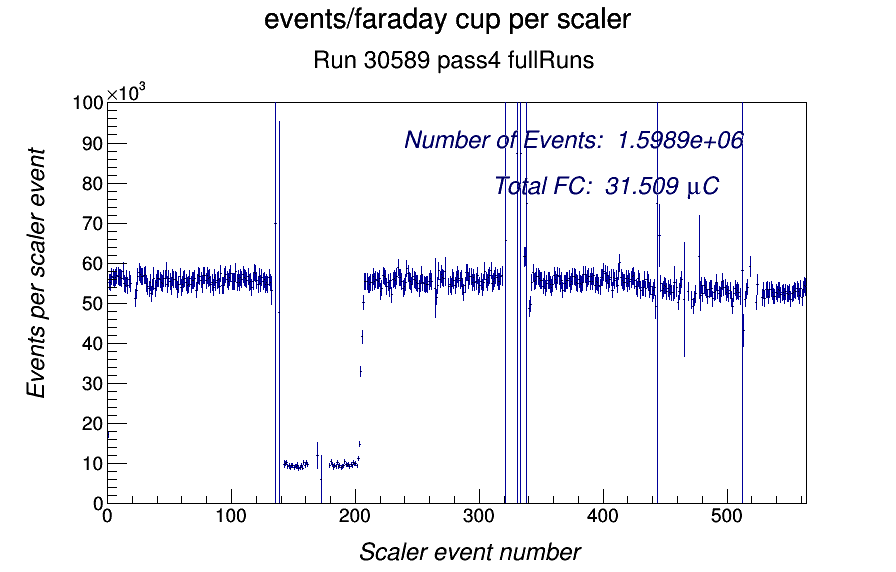 events/faraday cup per scaler
Run 30589 pass4 fullRuns
×10³
100
90
80
70
60
50
40
30
20
10
0
Events per scaler event
Number of Events: 1.5989e+06
Total FC: 31.509 μC
0 100 200 300 400 500
Scaler event number